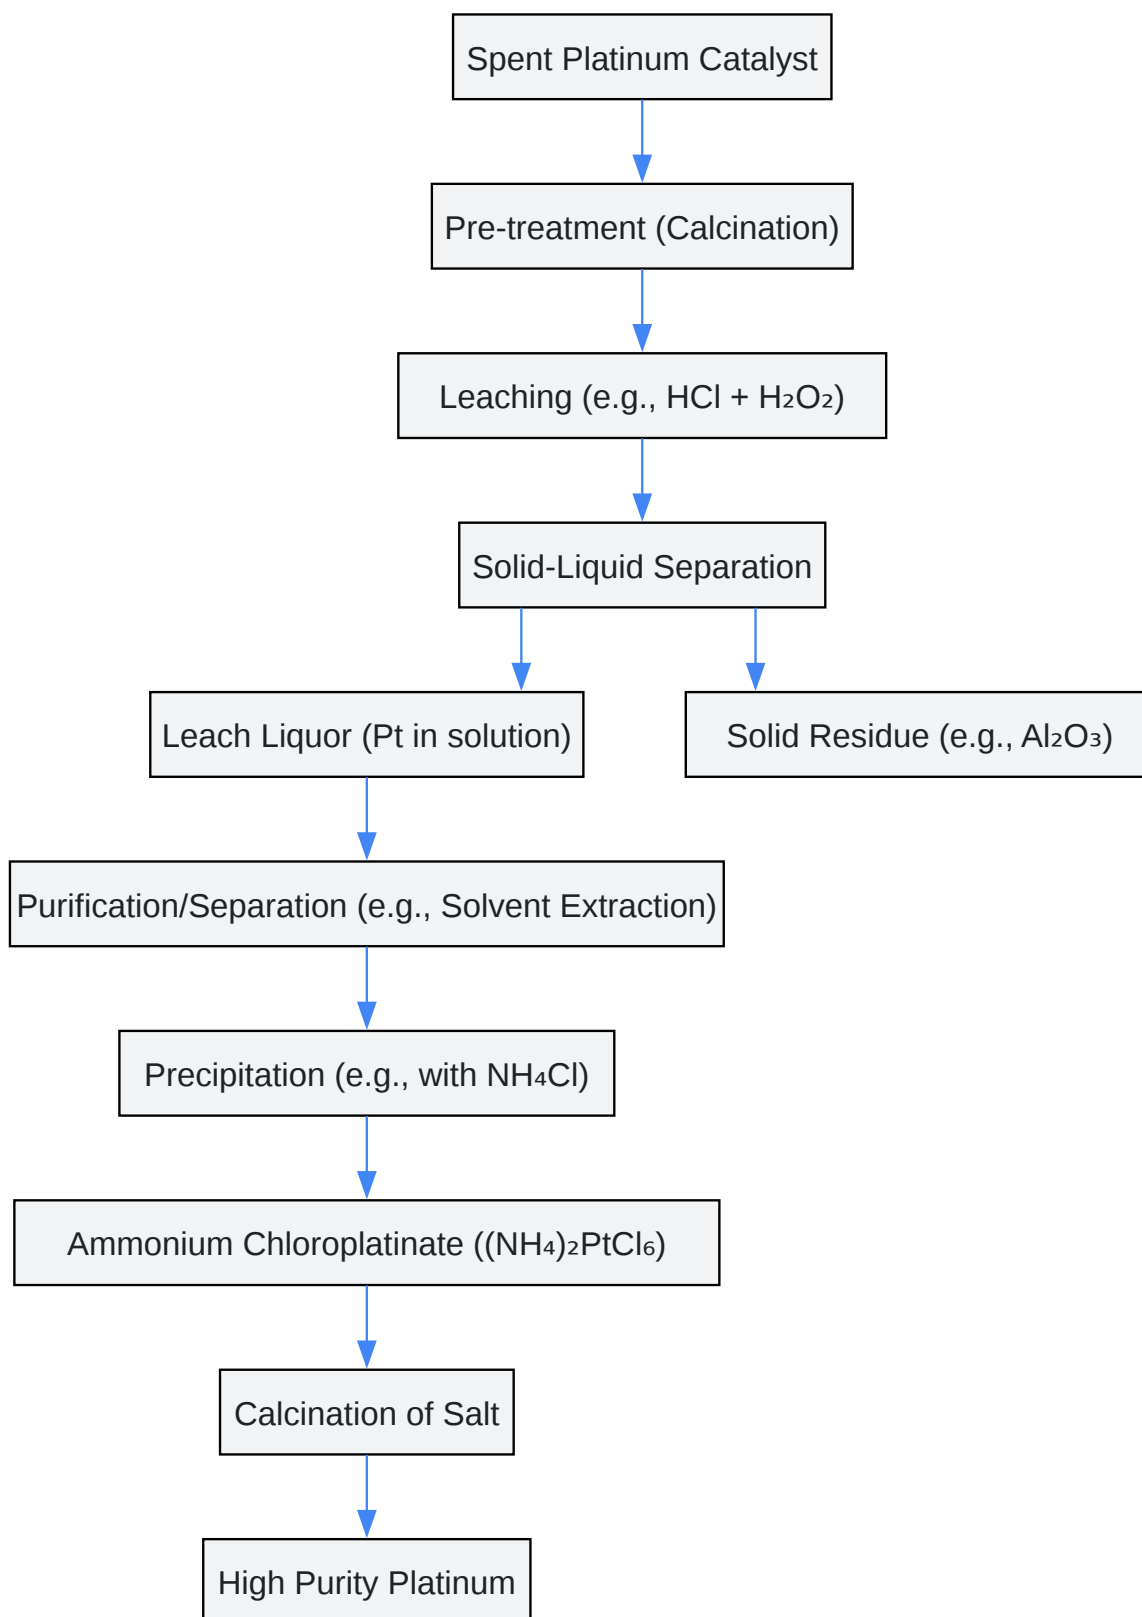 Spent Platinum Catalyst
Pre-treatment (Calcination)
Leaching (e.g., HCl + H₂O₂)
Solid-Liquid Separation
Leach Liquor (Pt in solution)
Solid Residue (e.g., Al₂O₃)
Purification/Separation (e.g., Solvent Extraction)
Precipitation (e.g., with NH₄Cl)
Ammonium Chloroplatinate ((NH₄)₂PtCl₆)
Calcination of Salt
High Purity Platinum